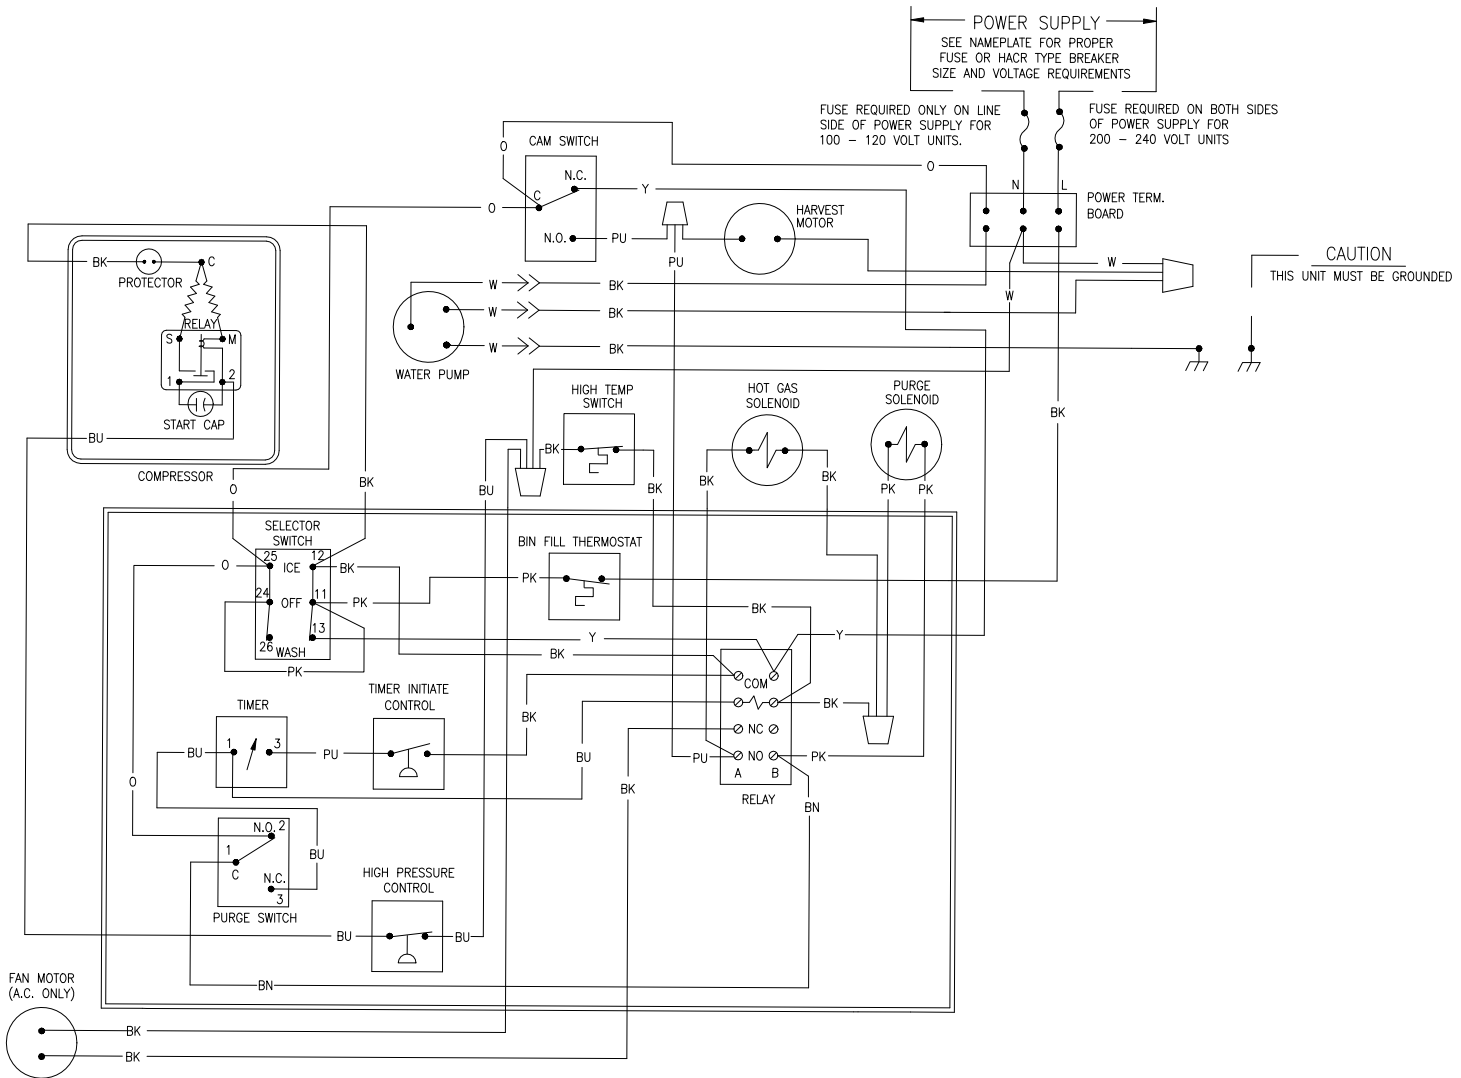 POWER SUPPLY
SEE NAMEPLATE FOR PROPER
FUSE OR HACR TYPE BREAKER
SIZE AND VOLTAGE REQUIREMENTS
FUSE REQUIRED ONLY ON LINE
SIDE OF POWER SUPPLY FOR
100 – 120 VOLT UNITS.
FUSE REQUIRED ON BOTH SIDES
OF POWER SUPPLY FOR
200 – 240 VOLT UNITS
CAM SWITCH
O
O
N.C.
C
Y
N
L
POWER TERM.
BOARD
O
HARVEST
MOTOR
N.O.
PU
PU
CAUTION
THIS UNIT MUST BE GROUNDED
BK
C
PROTECTOR
W
W
W
BK
W
BK
W
BK
WATER PUMP
RELAY
S
M
1
2
START CAP
BU
COMPRESSOR
HIGH TEMP
SWITCH
HOT GAS
SOLENOID
PURGE
SOLENOID
BK
BK
O
BK
BU
BK
BK
BK
PK
PK
SELECTOR
SWITCH
25
12
ICE
BK
O
24
OFF
11
PK
13
26
WASH
PK
BIN FILL THERMOSTAT
PK
BK
Y
Y
BK
COM
BK
NC
NO
PU
PK
A
B
RELAY
BN
TIMER
TIMER INITIATE
CONTROL
BU
1
3
PU
BK
BU
BK
O
N.O.
2
1
C
N.C.
3
BU
PURGE SWITCH
HIGH PRESSURE
CONTROL
BU
BU
BN
FAN MOTOR
(A.C. ONLY)
BK
BK